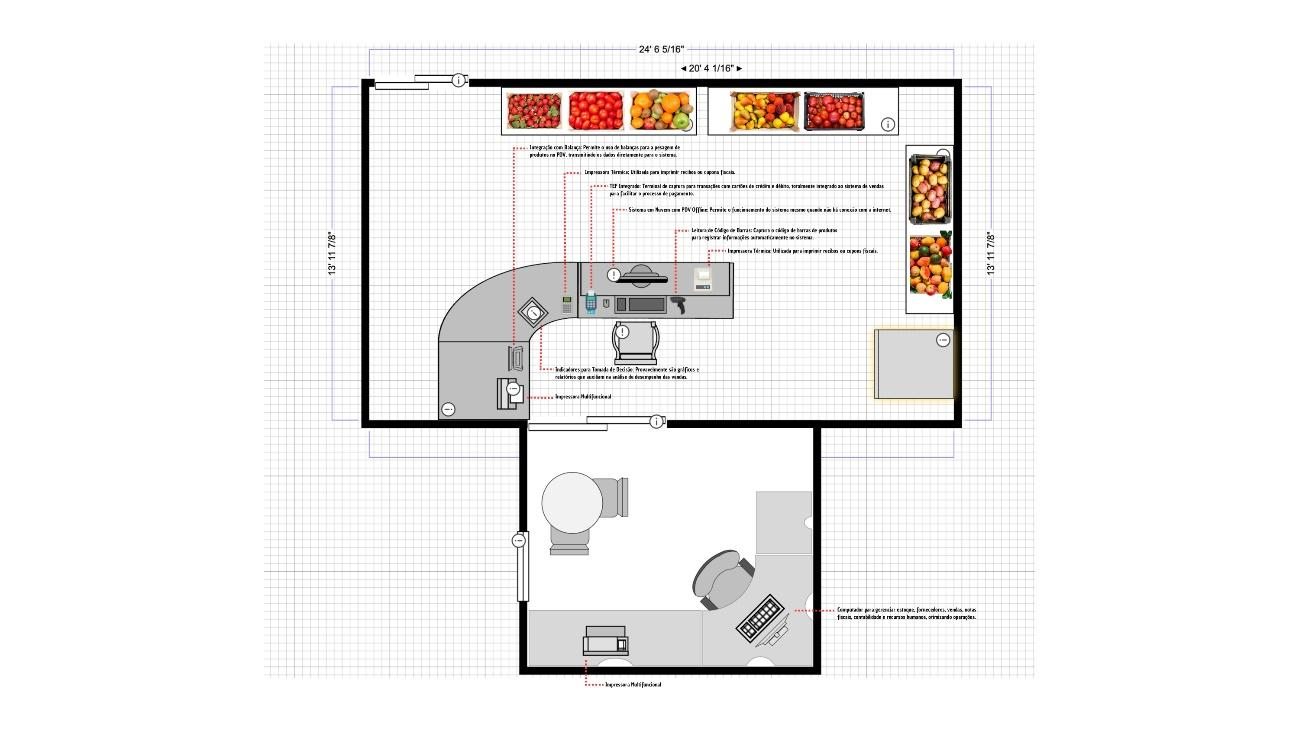 24' 6 5/16"
20' 4 1/16"
13' 11 7/8"
13' 11 7/8"
Integração com Balança: Permite o uso de balanças para a pesagem de
produtos no PDV, transmitindo os dados diretamente para o sistema.
Impressora Térmica: Utilizada para imprimir recibos ou cupons fiscais.
TEF Integrado: Terminal de captura para transações com cartões de crédito e débito, totalmente integrado ao sistema de vendas
para facilitar o processo de pagamento.
Sistema em Nuvem com PDV Offline: Permite o funcionamento do sistema mesmo quando não há conexão com a internet.
Leitora de Código de Barras: Captura o código de barras de produtos
para registrar informações automaticamente no sistema.
Impressora Térmica: Utilizada para imprimir recibos ou cupons fiscais.
Indicadores para Tomada de Decisão: Provavelmente são gráficos e
relatórios que auxiliam na análise de desempenho das vendas.
Impressora Multifuncional
Computador para gerenciar estoque, fornecedores, vendas, notas
fiscais, contabilidade e recursos humanos, otimizando operações.
Impressora Multifuncional